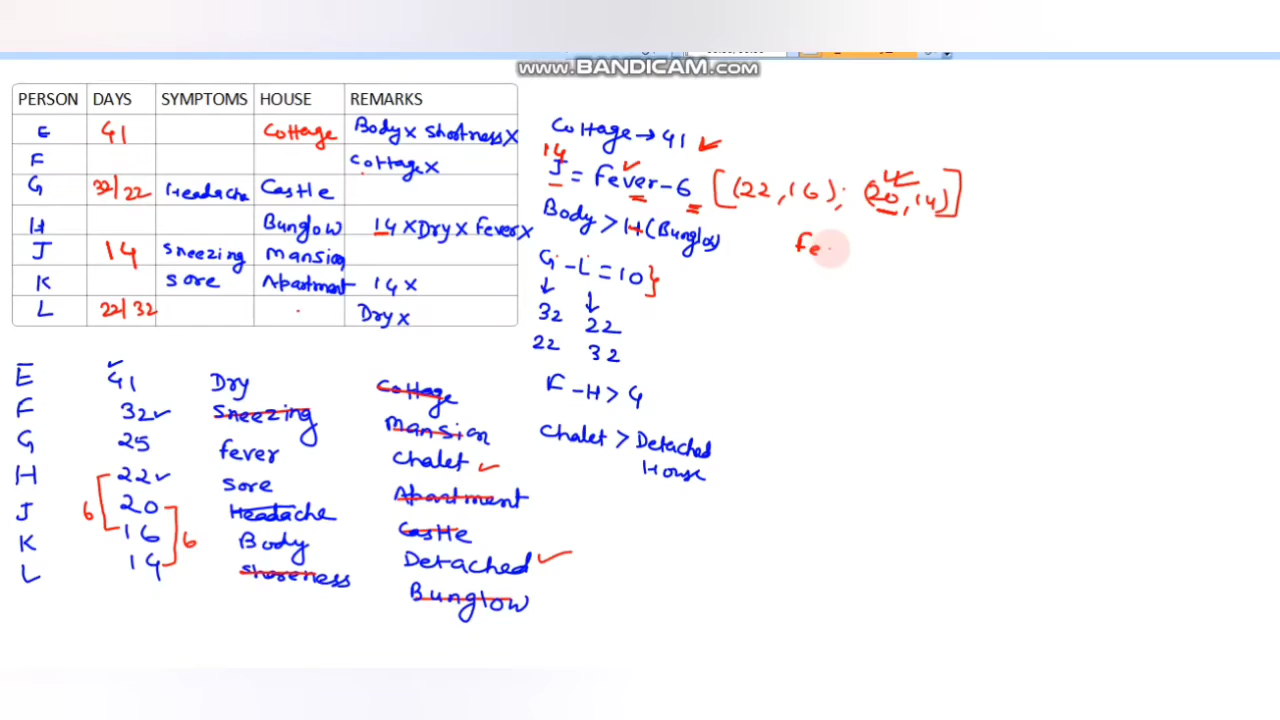 www.BANDICAM.com
PERSON DAYS SYMPTOMS HOUSE REMARKS
E 41 Cottage Body x Shortness x
F Cottage x
G 32/22 Headache Castle
H Bunglow 14 x Dry x Fever x
J 14 Sneezing mansion
K Sore Apartment 14 x
L 22/32 Dry x
Cottage → 41
14
J = Fever - 6 [(22, 16); (20, 14)]
Body > H (Bunglow)
Fe
G - L = 10}
32 22
22 32
F - H > 4
Chalet > Detached
House
E 41 Dry Cottage
F 32 Sneezing Mansion
G 25 fever Chalet
H 22 Sore Apartment
J 20 Headache Castle
K 16 Body Detached
L 14 Shoreness Bunglow
6 6